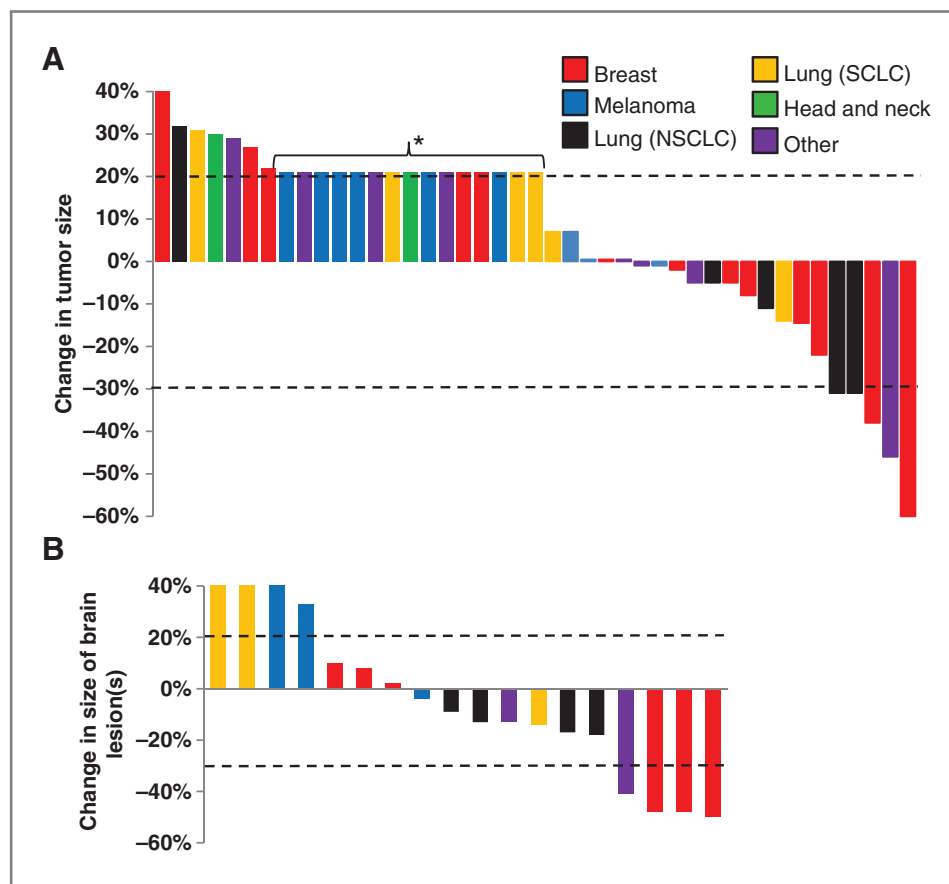 A
Breast
Melanoma
Lung (NSCLC)
Lung (SCLC)
Head and neck
Other
Change in tumor size
40%
30%
20%
10%
0%
–10%
–20%
–30%
–40%
–50%
–60%
*
B
Change in size of brain
lesion(s)
40%
20%
0%
–20%
–40%
–60%